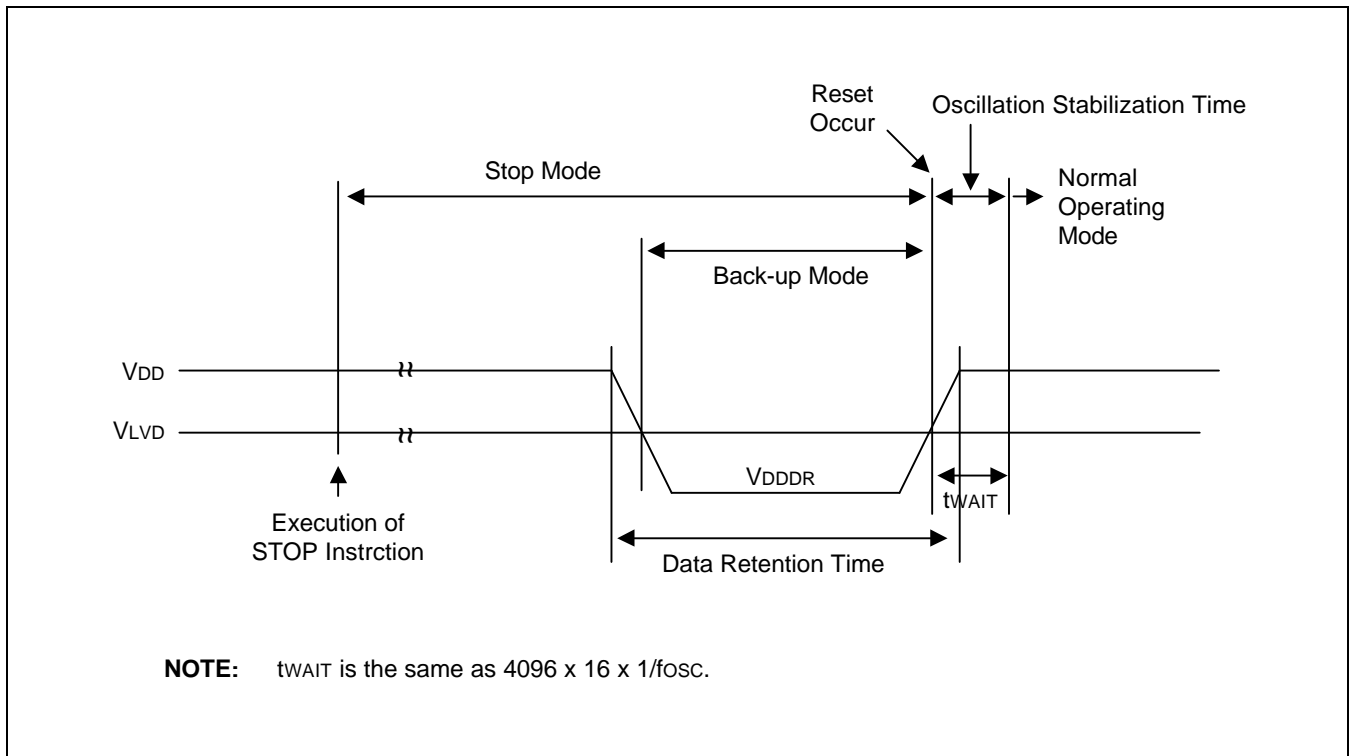 Reset
Occur
Oscillation Stabilization Time
Stop Mode
Normal
Operating
Mode
Back-up Mode
VDD
VLVD
VDDDR
tWAIT
Execution of
STOP Instrction
Data Retention Time
NOTE: tWAIT is the same as 4096 x 16 x 1/fOSC.